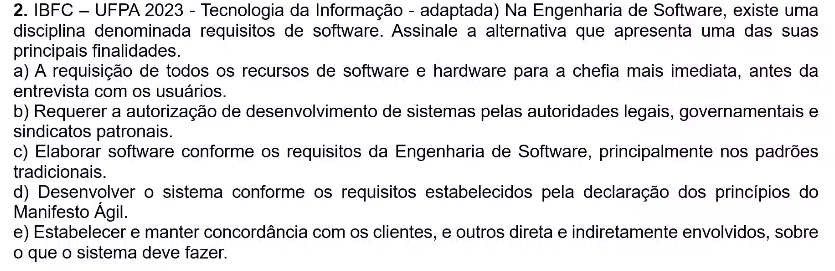 2. IBFC – UFPA 2023 - Tecnologia da Informação - adaptada) Na Engenharia de Software, existe uma
disciplina denominada requisitos de software. Assinale a alternativa que apresenta uma das suas
principais finalidades.
a) A requisição de todos os recursos de software e hardware para a chefia mais imediata, antes da
entrevista com os usuários.
b) Requerer a autorização de desenvolvimento de sistemas pelas autoridades legais, governamentais e
sindicatos patronais.
c) Elaborar software conforme os requisitos da Engenharia de Software, principalmente nos padrões
tradicionais.
d) Desenvolver o sistema conforme os requisitos estabelecidos pela declaração dos princípios do
Manifesto Ágil.
e) Estabelecer e manter concordância com os clientes, e outros direta e indiretamente envolvidos, sobre
o que o sistema deve fazer.